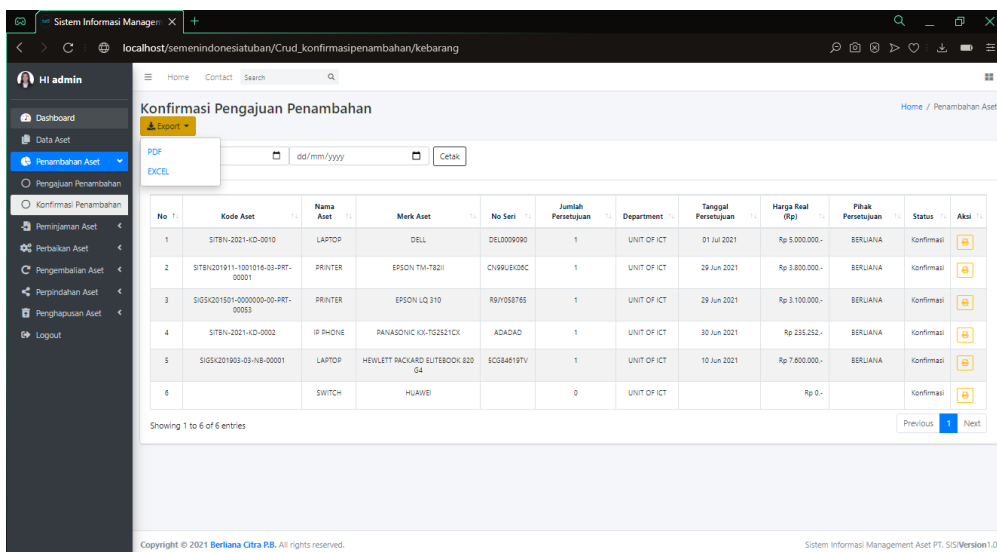 Sistem Informasi Managem
localhost/semenindonesiatuban/Crud_konfirmasipenambahan/kebarang
HI admin
Home Contact Search
Dashboard
Data Aset
Penambahan Aset
Pengajuan Penambahan
Konfirmasi Penambahan
Peminjaman Aset
Perbaikan Aset
Pengembalian Aset
Perpindahan Aset
Penghapusan Aset
Logout
Konfirmasi Pengajuan Penambahan
Home / Penambahan Aset
Export
PDF
EXCEL
dd/mm/yyyy Cetak
No Kode Aset Nama Aset Merk Aset No Seri Jumlah Persetujuan Department Tanggal Persetujuan Harga Real (Rp) Pihak Persetujuan Status Aksi
1 SITBN-2021-KD-0010 LAPTOP DELL DEL0009090 1 UNIT OF ICT 01 Jul 2021 Rp 5.000.000,- BERLIANA Konfirmasi
2 SITBN201911-1001016-03-PRT-00001 PRINTER EPSON TM-T82II CN99UEK06C 1 UNIT OF ICT 29 Jun 2021 Rp 3.800.000,- BERLIANA Konfirmasi
3 SIGSK201501-0000000-00-PRT-00053 PRINTER EPSON LQ 310 R9JY058765 1 UNIT OF ICT 29 Jun 2021 Rp 3.100.000,- BERLIANA Konfirmasi
4 SITBN-2021-KD-0002 IP PHONE PANASONIC KX-TG2521CX ADADAD 1 UNIT OF ICT 30 Jun 2021 Rp 235.252,- BERLIANA Konfirmasi
5 SIGSK201903-03-NB-00001 LAPTOP HEWLETT PACKARD ELITEBOOK 820 G4 5CG84619TV 1 UNIT OF ICT 10 Jun 2021 Rp 7.600.000,- BERLIANA Konfirmasi
6 SWITCH HUAWEI 0 UNIT OF ICT Rp 0,- Konfirmasi
Showing 1 to 6 of 6 entries
Previous 1 Next
Copyright © 2021 Berliana Citra P.B. All rights reserved.
Sistem Informasi Management Aset PT. SISIVersion1.0